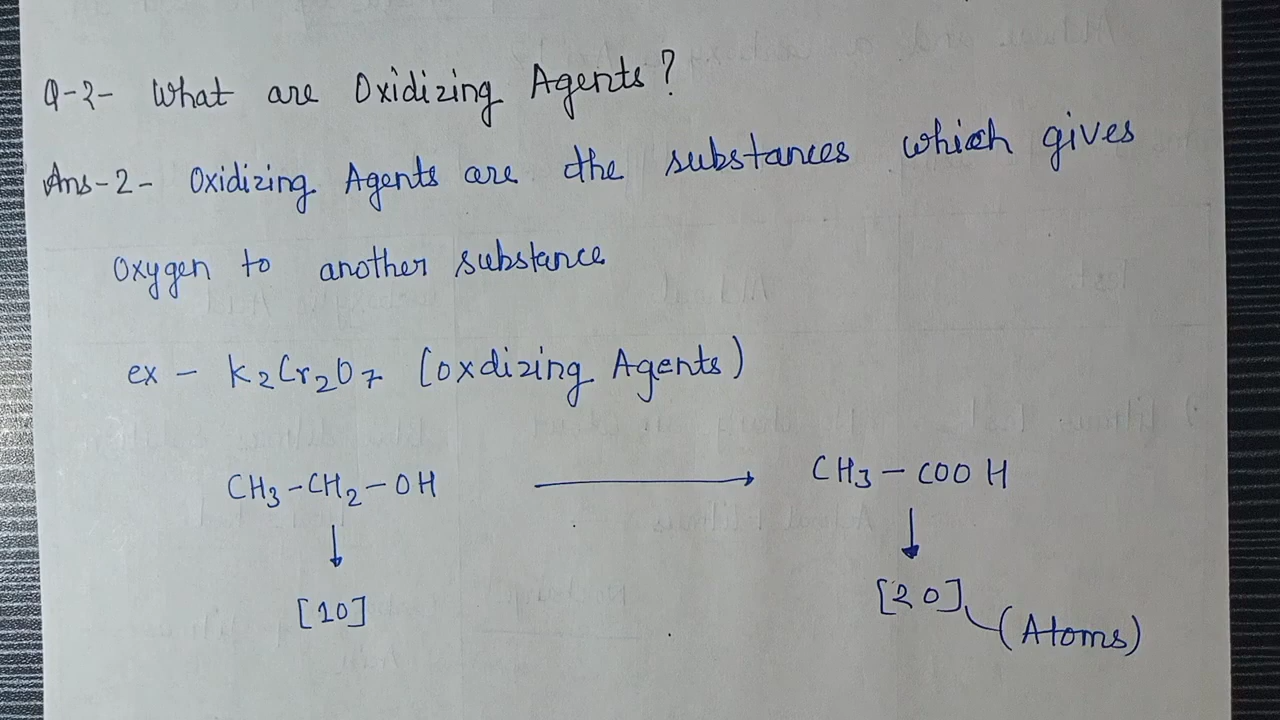 Q-2- What are Oxidizing Agents?
Ans-2- Oxidizing Agents are the substances which gives
Oxygen to another substance
ex - K2Cr2O7 (oxdizing Agents)
CH3-CH2-OH → CH3-COOH
↓ ↓
[1O] [2O] (Atoms)